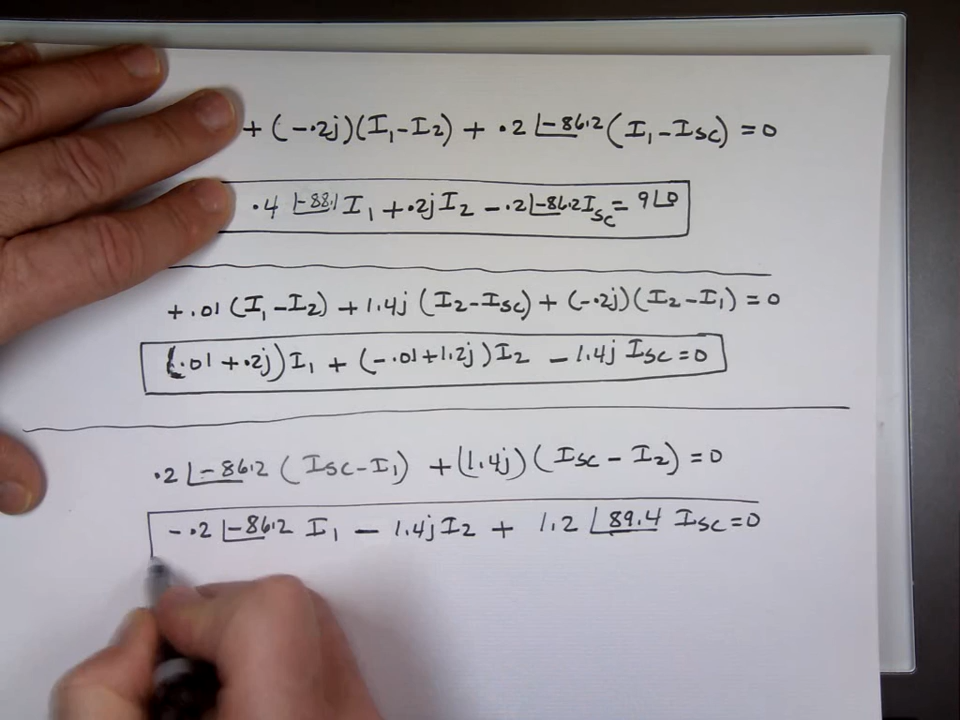 + (-.2j)(I₁-I₂) + .2∠-86.2 (I₁-Isc) = 0
.4∠-88.1 I₁ + .2j I₂ - .2∠-86.2 Isc = 9∠0
+.01 (I₁-I₂) + 1.4j (I₂-Isc) + (-.2j)(I₂-I₁) = 0
(.01+.2j) I₁ + (-.01+1.2j) I₂ - 1.4j Isc = 0
.2∠-86.2 (Isc-I₁) + (1.4j)(Isc-I₂) = 0
-.2∠-86.2 I₁ - 1.4j I₂ + 1.2∠89.4 Isc = 0